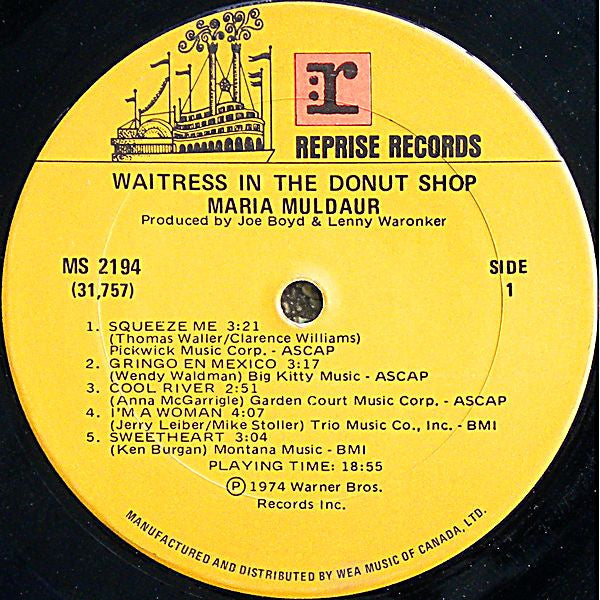 :r
REPRISE RECORDS
WAITRESS IN THE DONUT SHOP
MARIA MULDAUR
Produced by Joe Boyd & Lenny Waronker
MS 2194
(31,757)
SIDE
1
1. SQUEEZE ME 3:21
(Thomas Waller/Clarence Williams)
Pickwick Music Corp. - ASCAP
2. GRINGO EN MEXICO 3:17
(Wendy Waldman) Big Kitty Music - ASCAP
3. COOL RIVER 2:51
(Anna McGarrigle) Garden Court Music Corp. - ASCAP
4. I'M A WOMAN 4:07
(Jerry Leiber/Mike Stoller) Trio Music Co., Inc. - BMI
5. SWEETHEART 3:04
(Ken Burgan) Montana Music - BMI
PLAYING TIME: 18:55
Ⓟ 1974 Warner Bros.
Records Inc.
MANUFACTURED AND DISTRIBUTED BY WEA MUSIC OF CANADA, LTD.